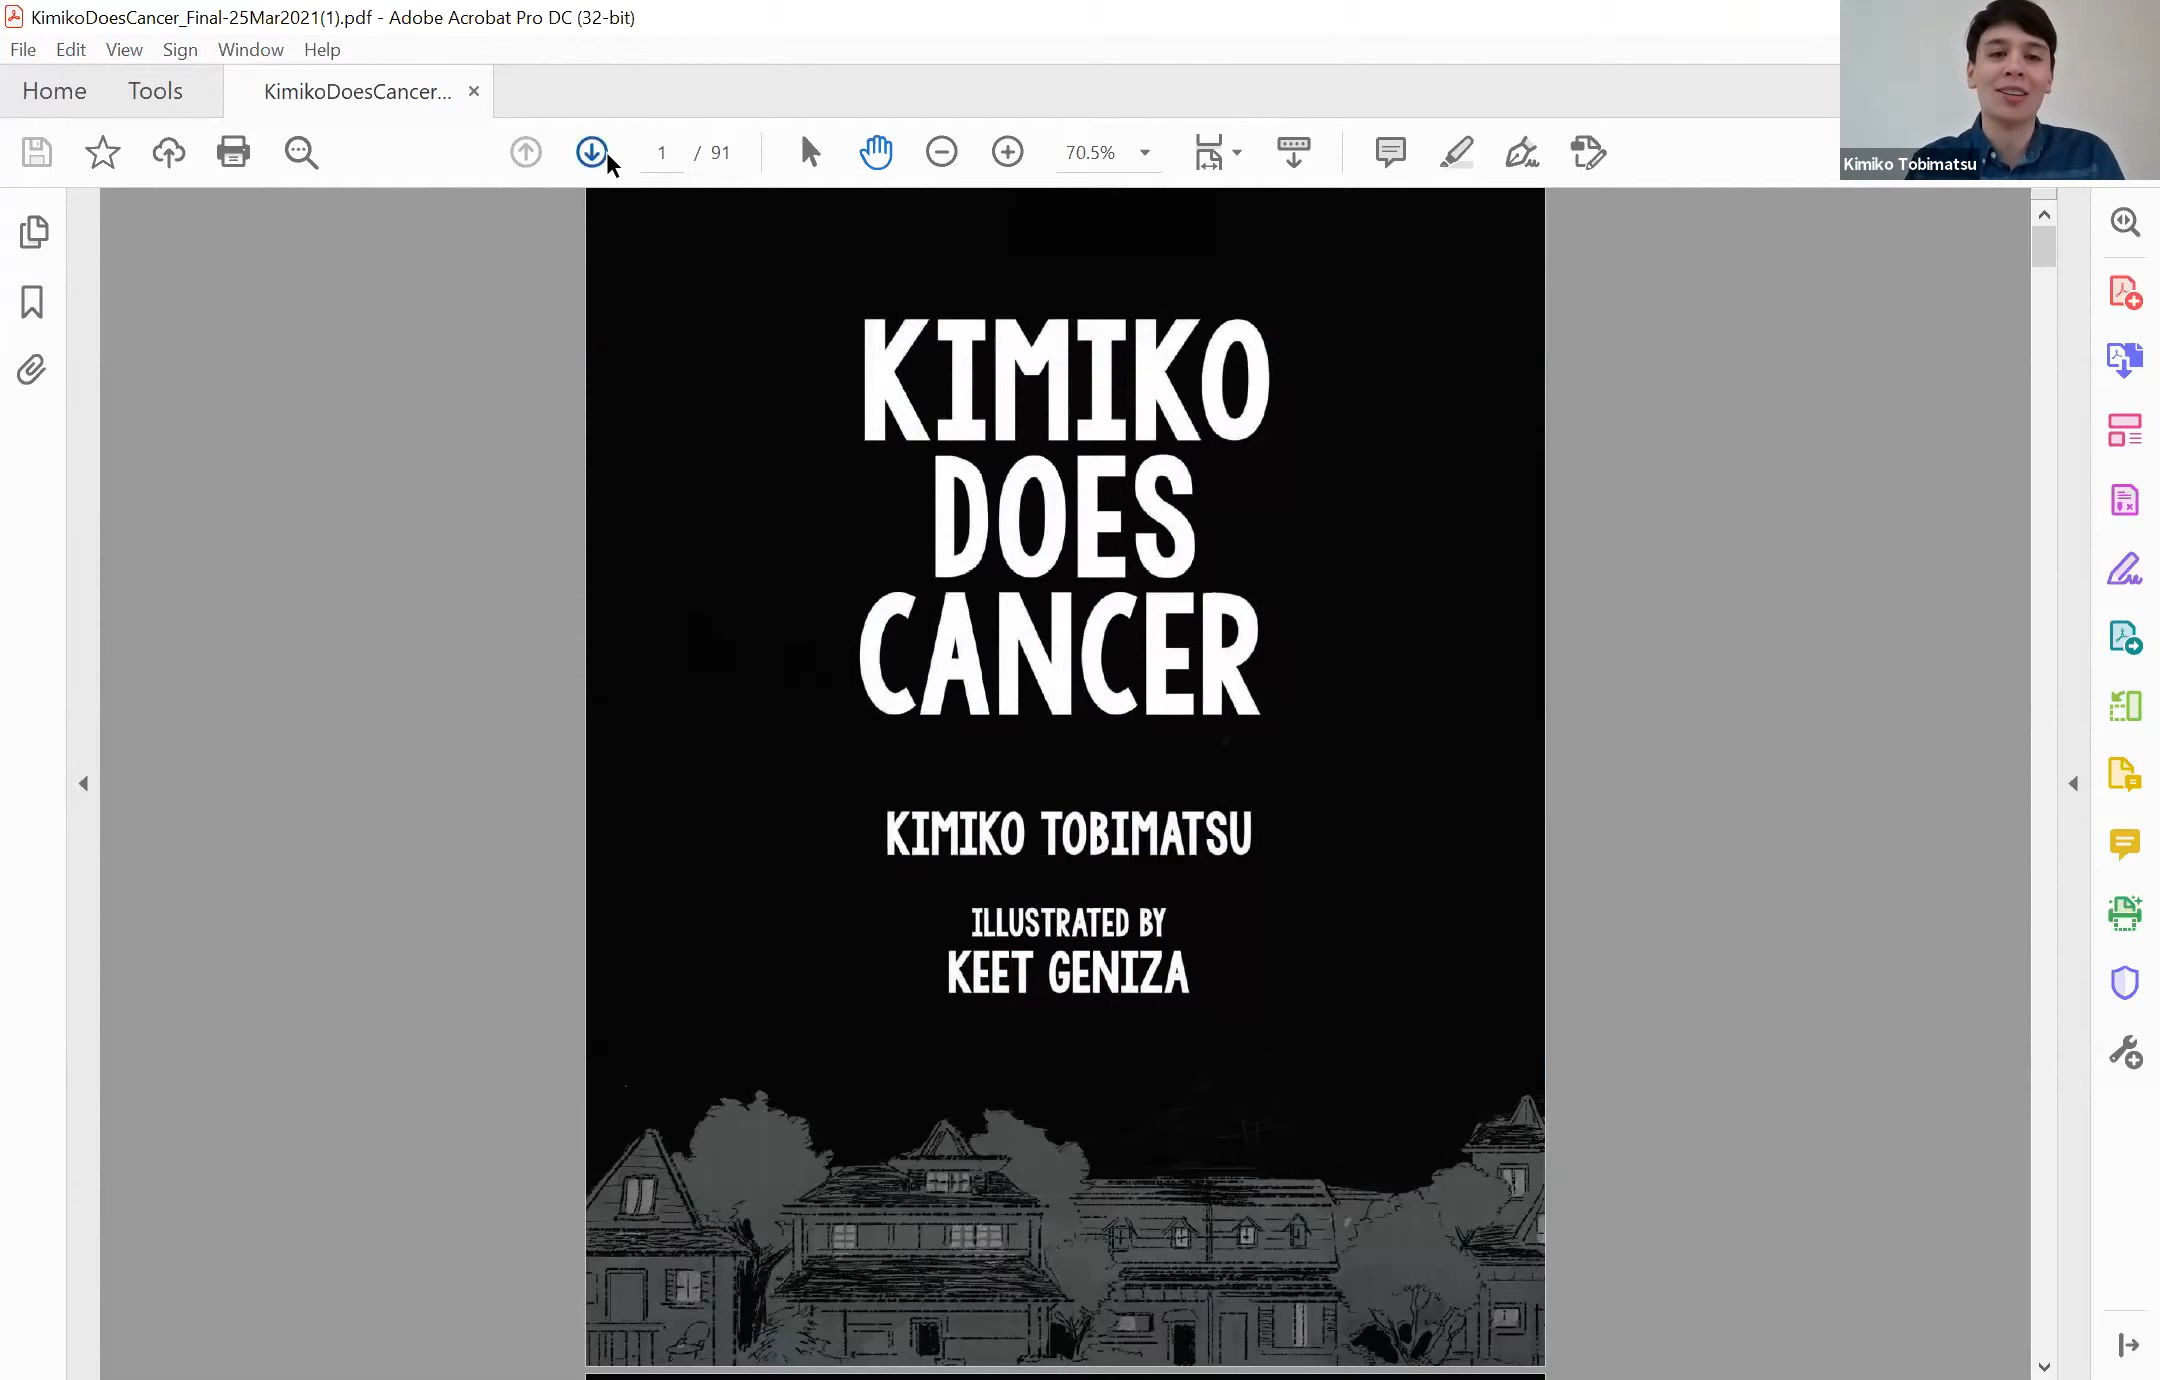 KimikoDoesCancer_Final-25Mar2021(1).pdf - Adobe Acrobat Pro DC (32-bit)
File Edit View Sign Window Help
Home Tools KimikoDoesCancer... ×
1 / 91 70.5%
Kimiko Tobimatsu
KIMIKO
DOES
CANCER
KIMIKO TOBIMATSU
ILLUSTRATED BY
KEET GENIZA